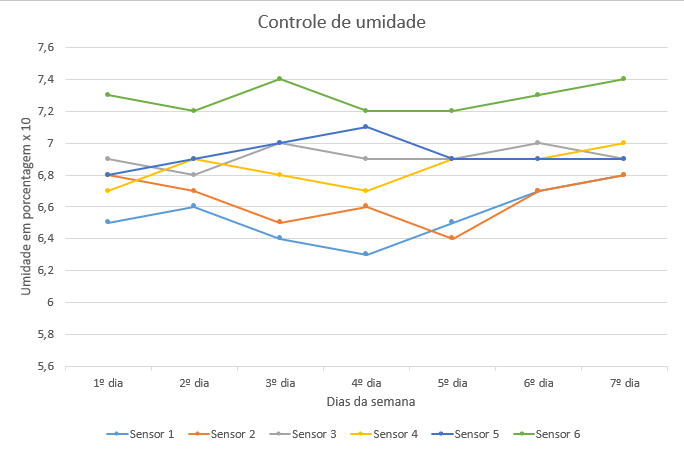 Controle de umidade
7,6
7,4
7,2
7
6,8
6,6
6,4
6,2
6
5,8
5,6
Umidade em porcentagem x 10
1º dia 2º dia 3º dia 4º dia 5º dia 6º dia 7º dia
Dias da semana
Sensor 1 Sensor 2 Sensor 3 Sensor 4 Sensor 5 Sensor 6